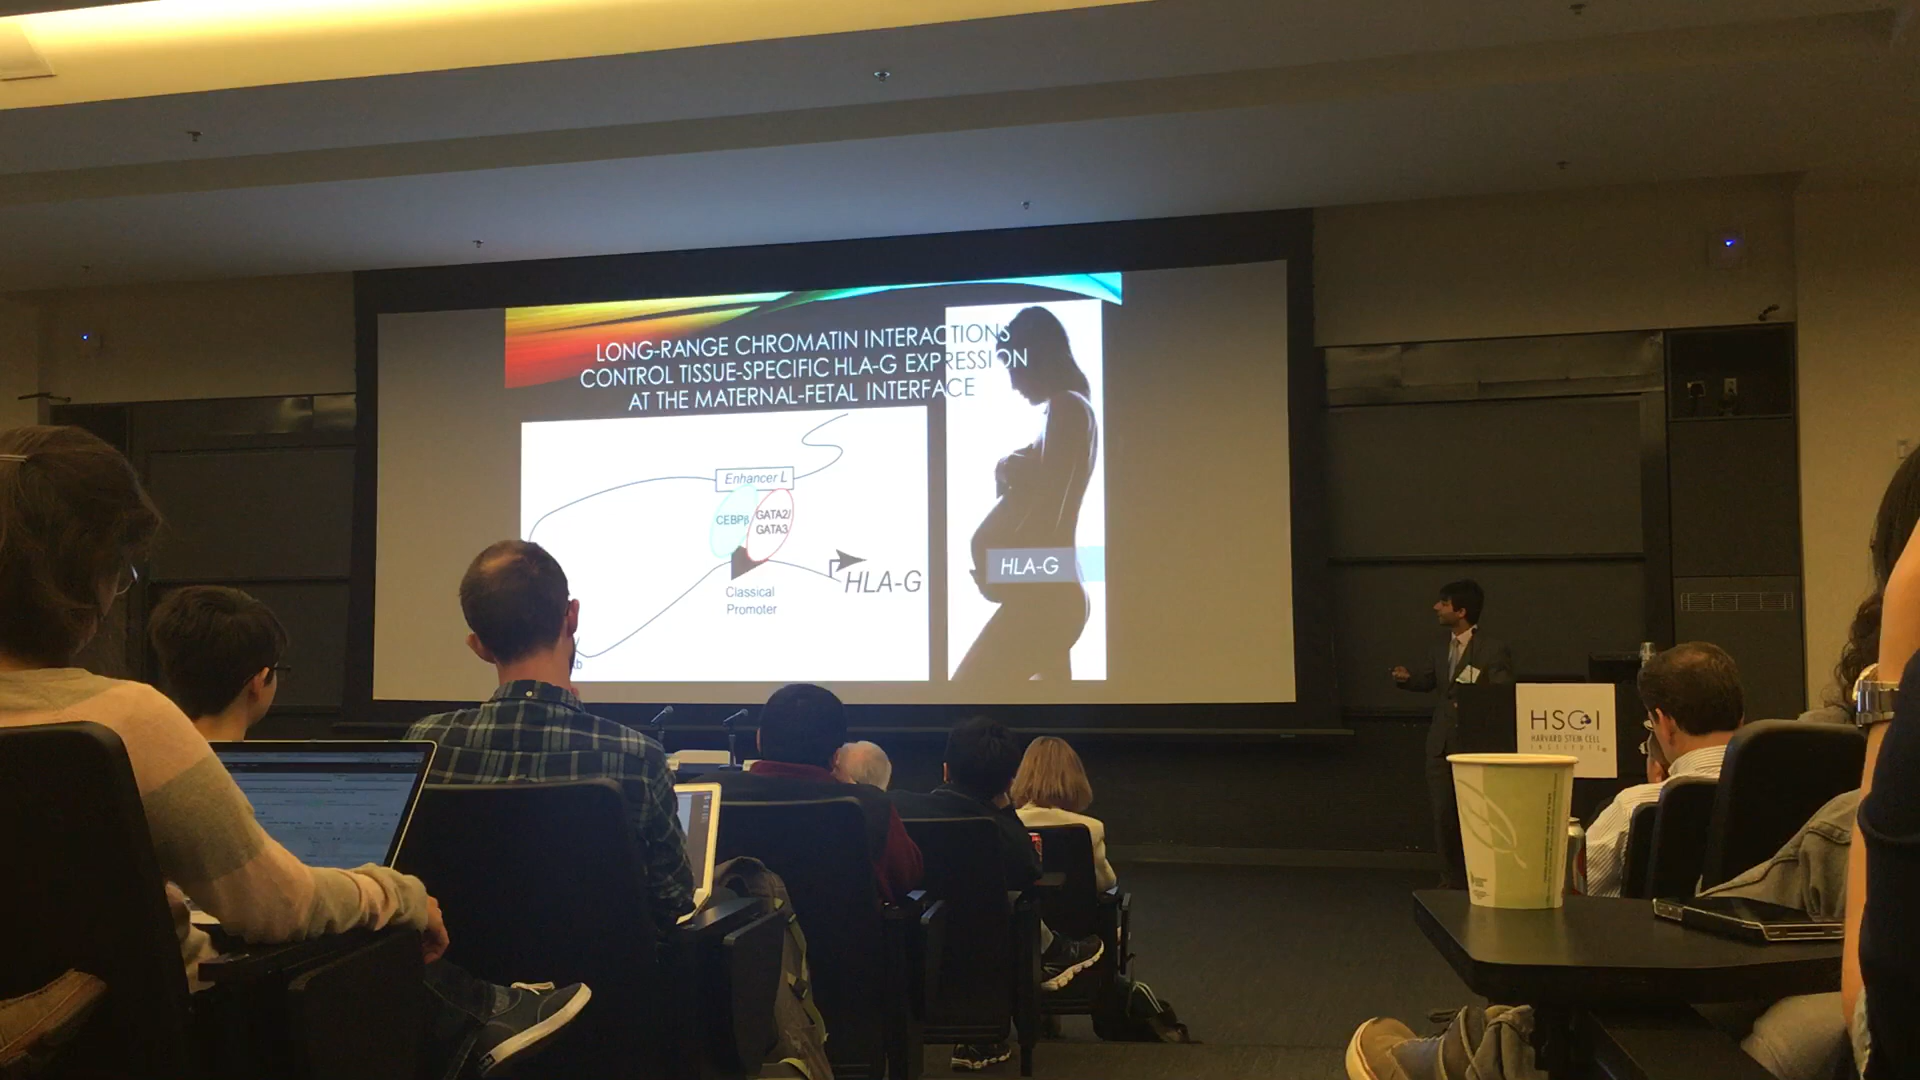 LONG-RANGE CHROMATIN INTERACTIONS
CONTROL TISSUE-SPECIFIC HLA-G EXPRESSION
AT THE MATERNAL-FETAL INTERFACE
Enhancer L
CEBPβ
GATA2/
GATA3
HLA-G
Classical
Promoter
HLA-G
HSCI
HARVARD STEM CELL
INSTITUTE